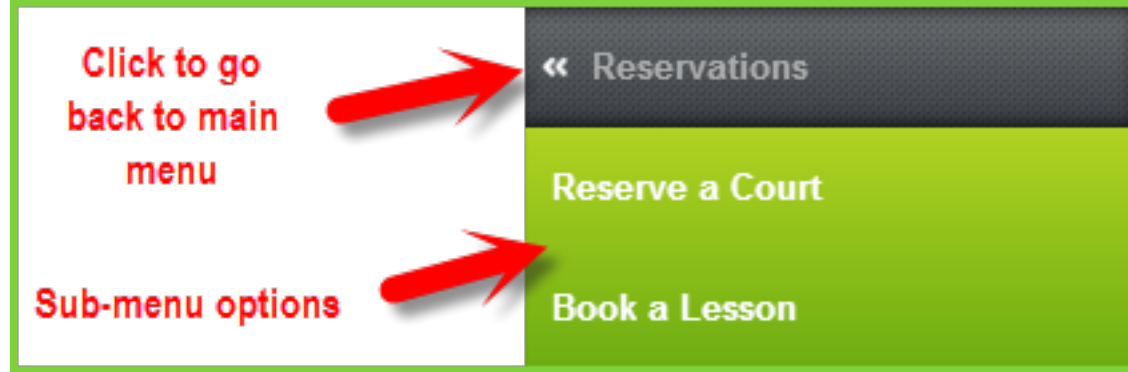 Click to go
back to main
menu
« Reservations
Reserve a Court
Sub-menu options
Book a Lesson